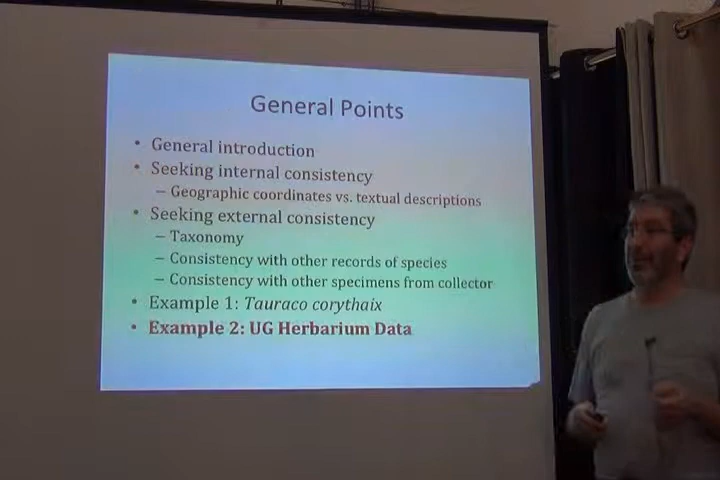 General Points
• General introduction
• Seeking internal consistency
– Geographic coordinates vs. textual descriptions
• Seeking external consistency
– Taxonomy
– Consistency with other records of species
– Consistency with other specimens from collector
• Example 1: Tauraco corythaix
• Example 2: UG Herbarium Data